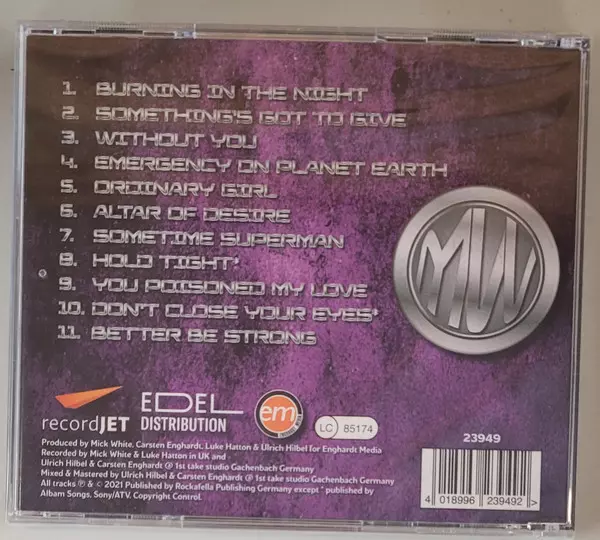 1. BURNING IN THE NIGHT
2. SOMETHING'S GOT TO GIVE
3. WITHOUT YOU
4. EMERGENCY ON PLANET EARTH
5. ORDINARY GIRL
6. ALTAR OF DESIRE
7. SOMETIME SUPERMAN
8. HOLD TIGHT*
9. YOU POISONED MY LOVE
10. DON'T CLOSE YOUR EYES*
11. BETTER BE STRONG
MW
recordJET
EDEL
DISTRIBUTION
em
LC 85174
23949
Produced by Mick White, Carsten Enghardt, Luke Hatton & Ulrich Hilbel for Enghardt Media
Recorded by Mick White & Luke Hatton in UK and
Ulrich Hilbel & Carsten Enghardt @ 1st take studio Gachenbach Germany
Mixed & Mastered by Ulrich Hilbel & Carsten Enghardt @ 1st take studio Gachenbach Germany
All tracks ℗ & © 2021 Published by Rockafella Publishing Germany except * published by
Albam Songs. Sony/ATV. Copyright Control.
4 018996 239492 >